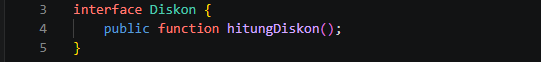 3 interface Diskon {
4 public function hitungDiskon();
5 }